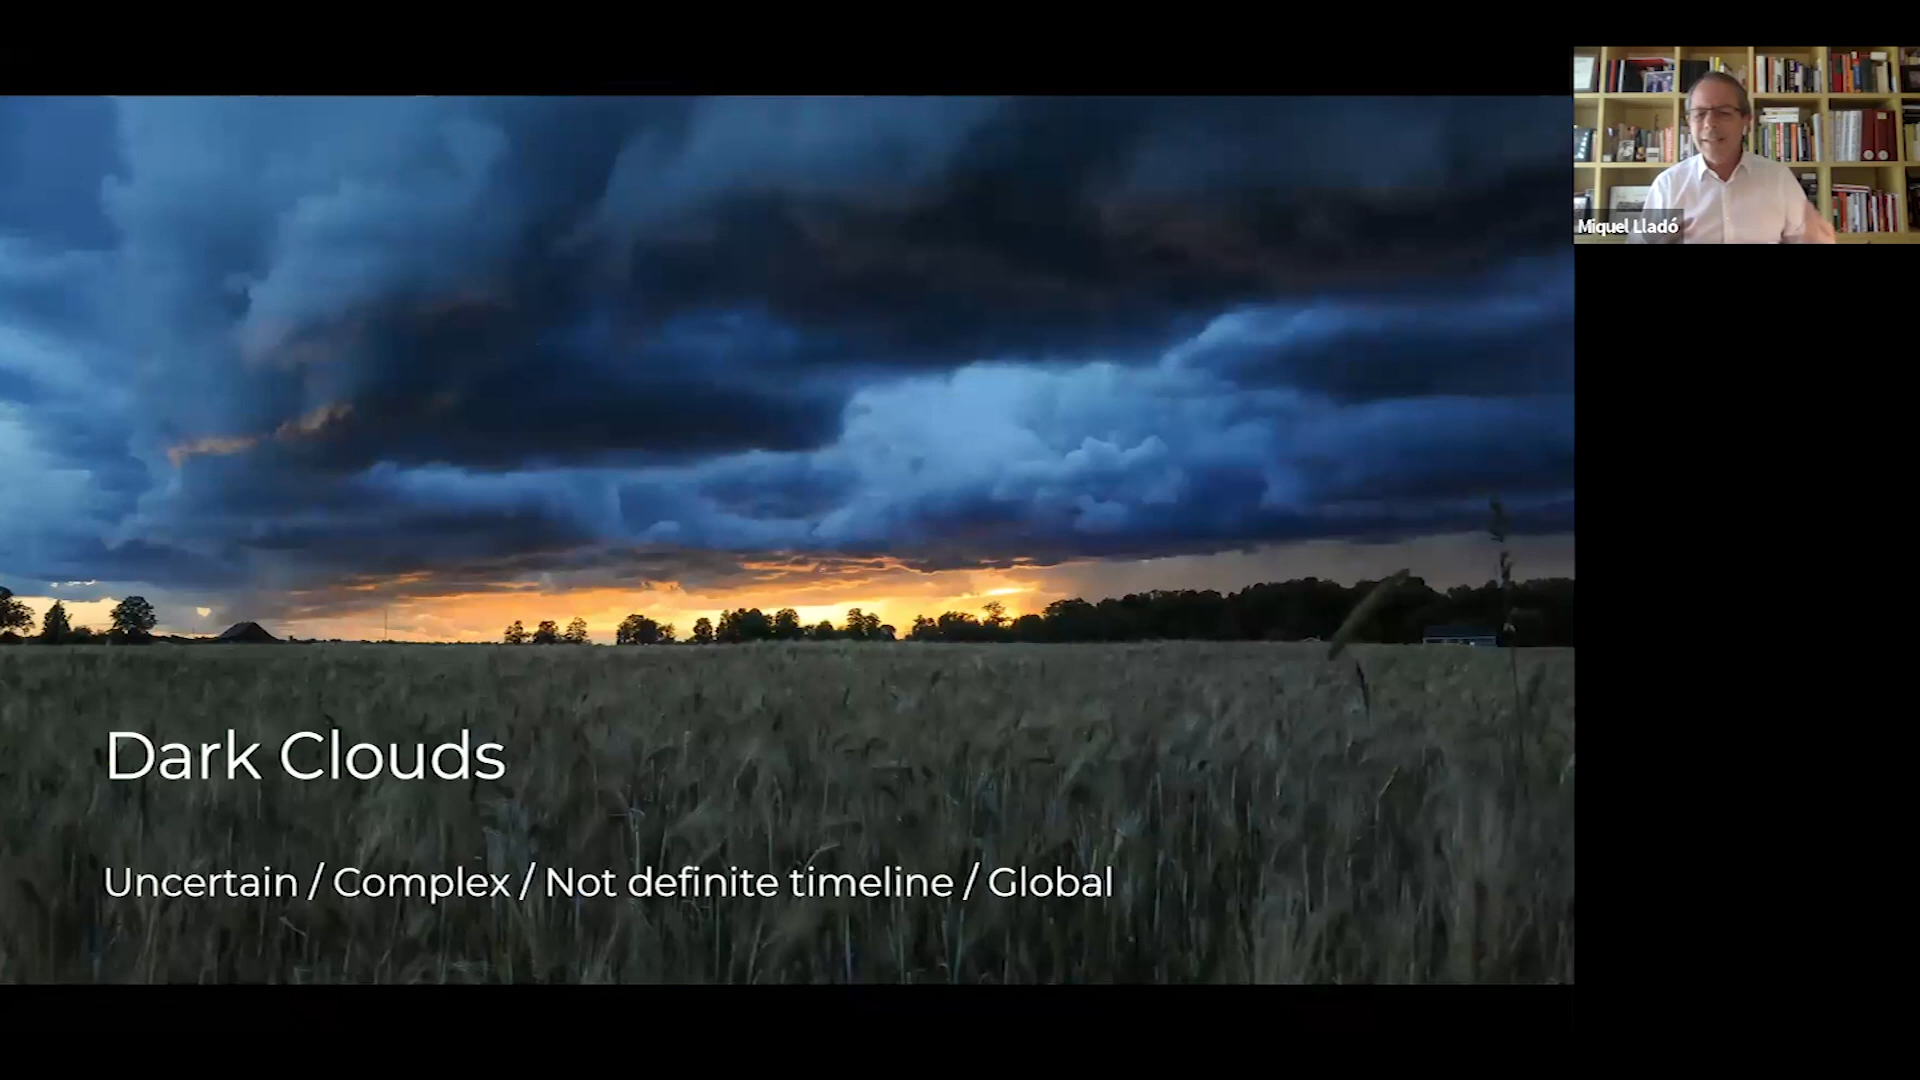 Miquel Lladó
Dark Clouds
Uncertain / Complex / Not definite timeline / Global